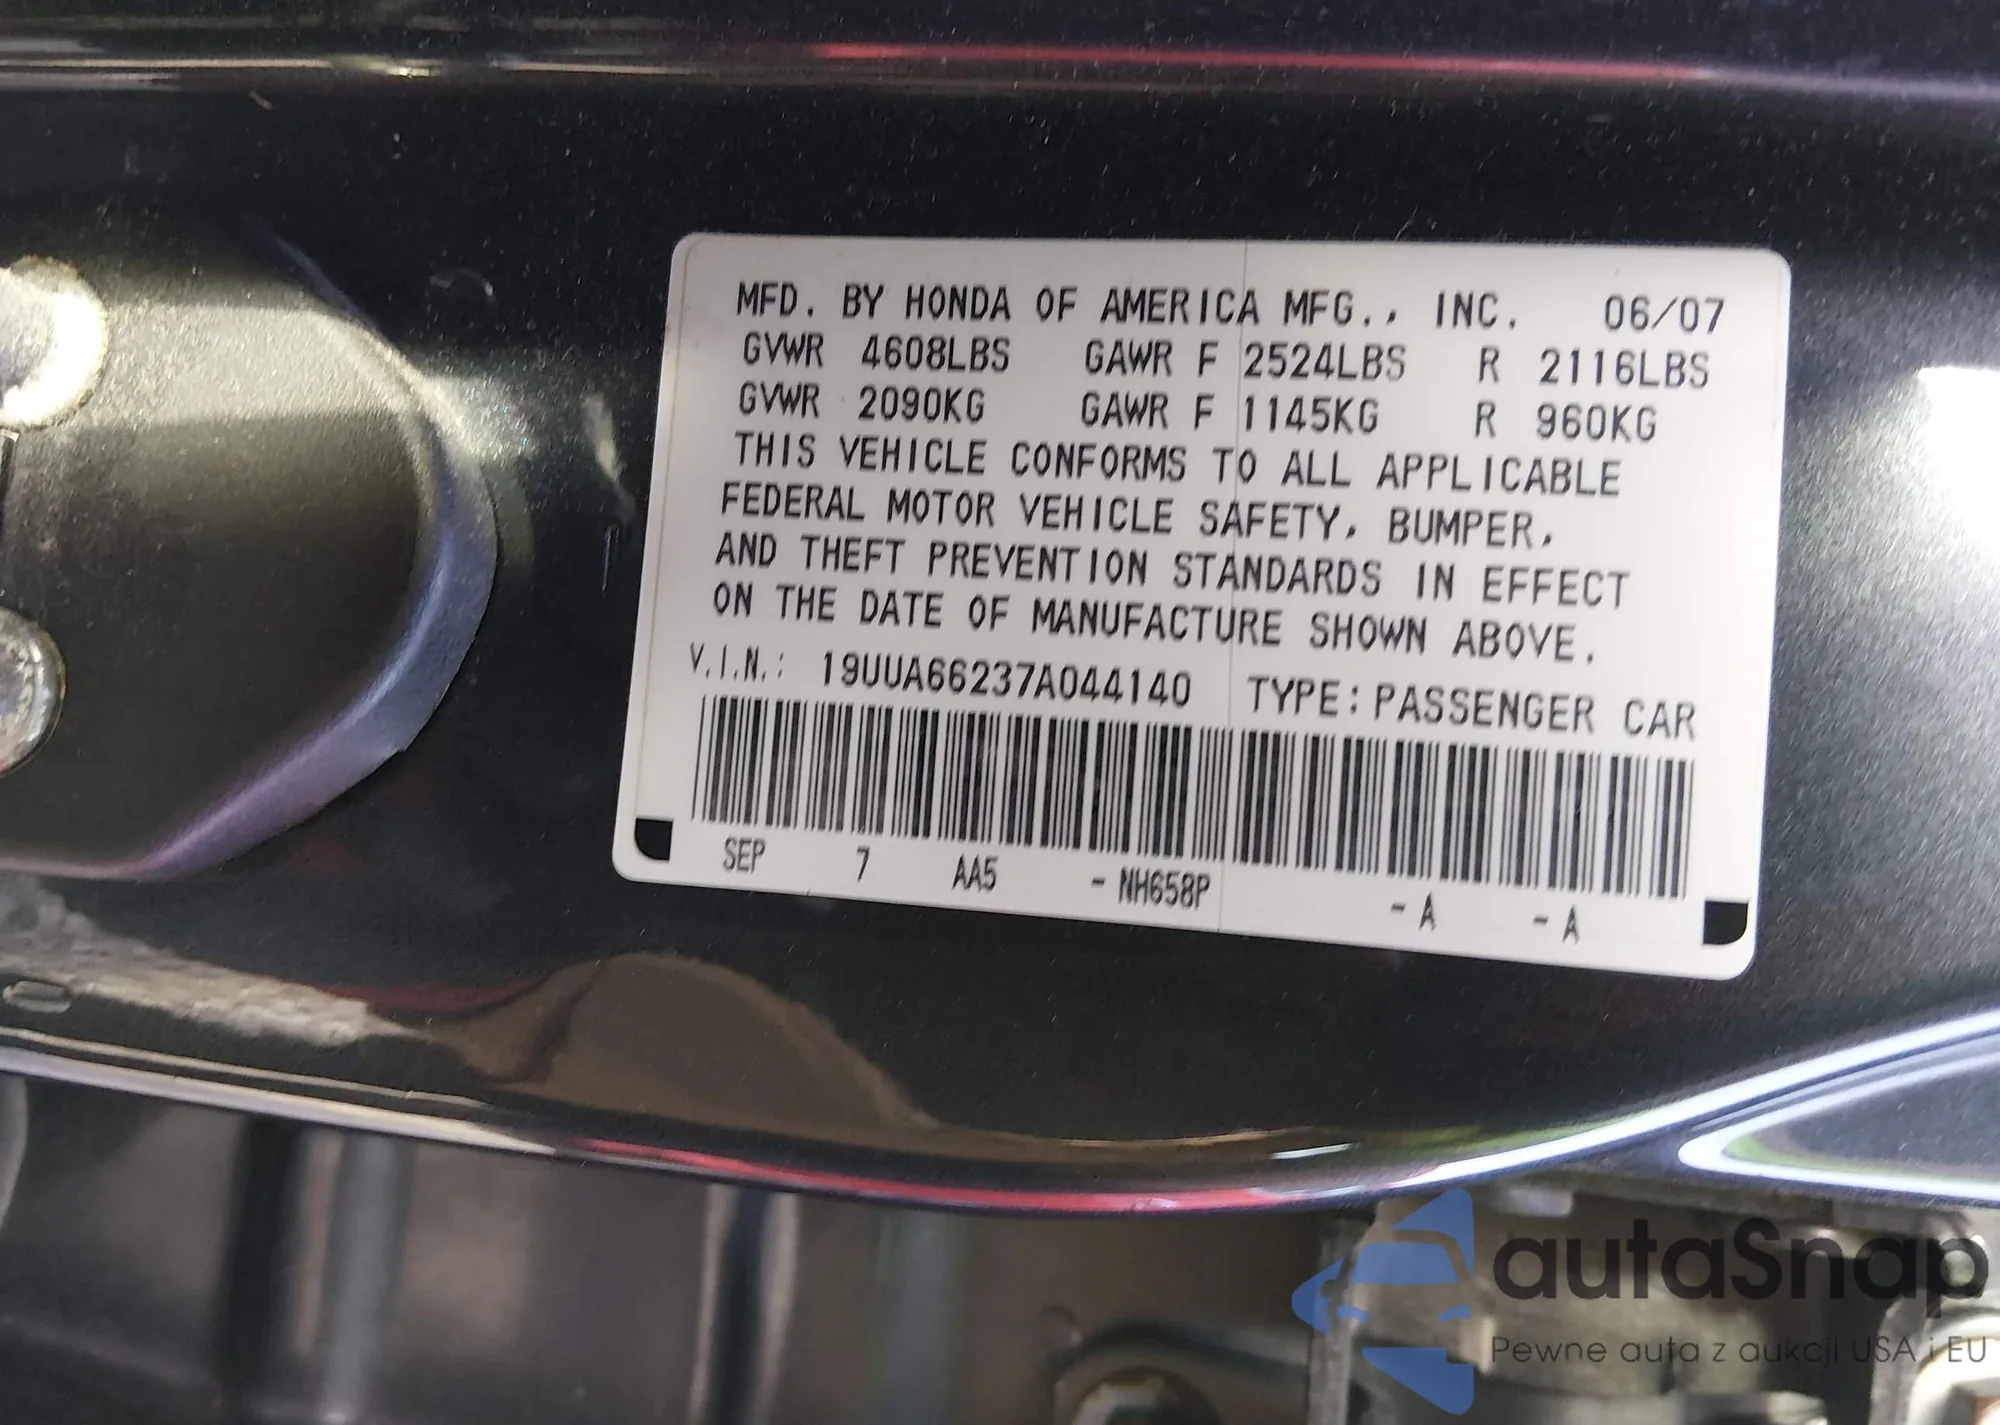 MFD. BY HONDA OF AMERICA MFG., INC. 06/07
GVWR 4608LBS GAWR F 2524LBS R 2116LBS
GVWR 2090KG GAWR F 1145KG R 960KG
THIS VEHICLE CONFORMS TO ALL APPLICABLE
FEDERAL MOTOR VEHICLE SAFETY, BUMPER,
AND THEFT PREVENTION STANDARDS IN EFFECT
ON THE DATE OF MANUFACTURE SHOWN ABOVE.
V.I.N.: 19UUA66237A044140 TYPE: PASSENGER CAR
SEP 7 AA5 - NH658P - A - A
autaSnap
Pewne auta z aukcji USA i EU